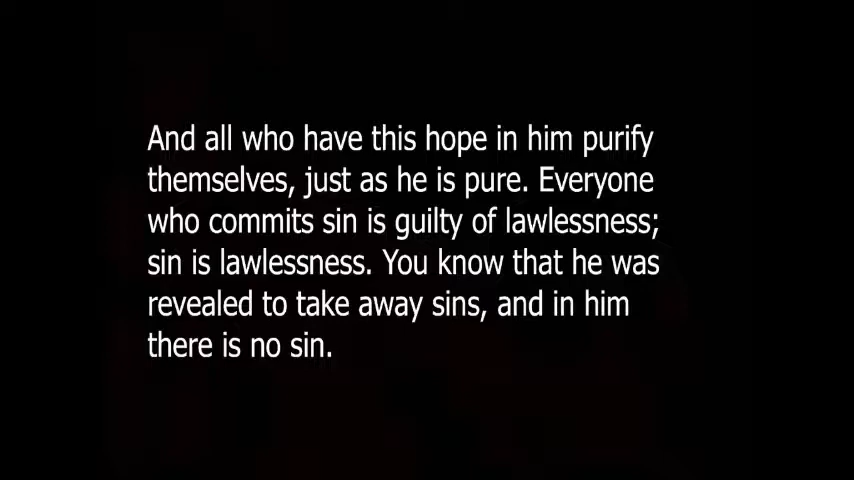 And all who have this hope in him purify
themselves, just as he is pure. Everyone
who commits sin is guilty of lawlessness;
sin is lawlessness. You know that he was
revealed to take away sins, and in him
there is no sin.